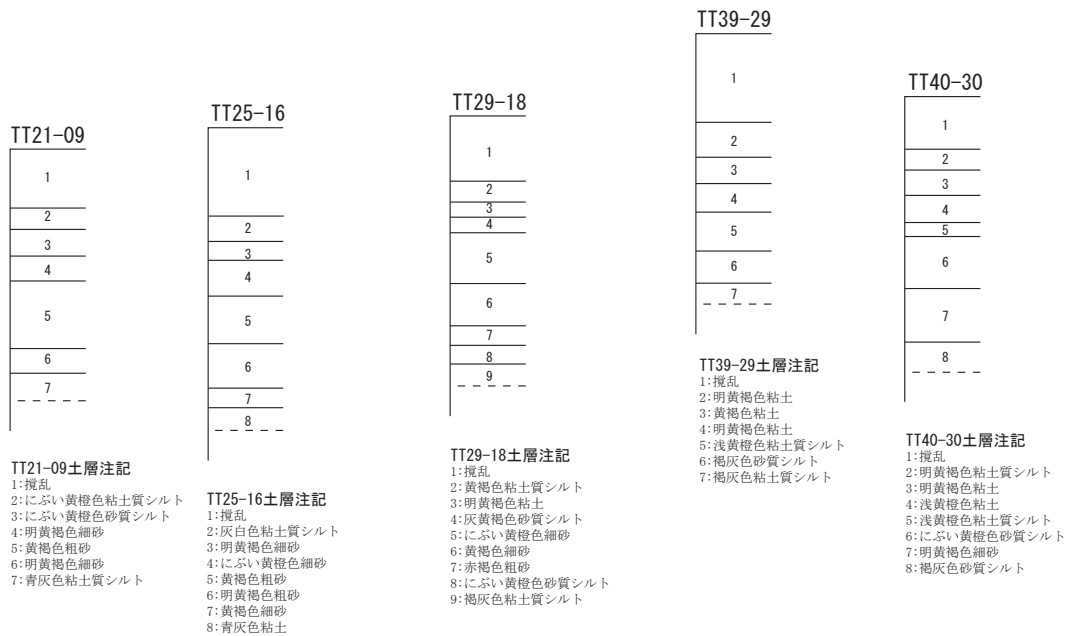 TT21-09
1
2
3
4
5
6
7
TT21-09土層注記
1:撹乱
2:にぶい黄橙色粘土質シルト
3:にぶい黄橙色砂質シルト
4:明黄褐色細砂
5:黄褐色粗砂
6:明黄褐色細砂
7:青灰色粘土質シルト
TT25-16
1
2
3
4
5
6
7
8
TT25-16土層注記
1:撹乱
2:灰白色粘土質シルト
3:明黄褐色細砂
4:にぶい黄橙色細砂
5:黄褐色粗砂
6:明黄褐色粗砂
7:黄褐色細砂
8:青灰色粘土
TT29-18
1
2
3
4
5
6
7
8
9
TT29-18土層注記
1:撹乱
2:黄褐色粘土質シルト
3:明黄褐色粘土
4:灰黄褐色砂質シルト
5:にぶい黄橙色細砂
6:黄褐色細砂
7:赤褐色粗砂
8:にぶい黄橙色砂質シルト
9:褐灰色粘土質シルト
TT39-29
1
2
3
4
5
6
7
TT39-29土層注記
1:撹乱
2:明黄褐色粘土
3:黄褐色粘土
4:明黄褐色粘土
5:浅黄橙色粘土質シルト
6:褐灰色砂質シルト
7:褐灰色粘土質シルト
TT40-30
1
2
3
4
5
6
7
8
TT40-30土層注記
1:撹乱
2:明黄褐色粘土質シルト
3:明黄褐色粘土
4:浅黄橙色粘土
5:浅黄橙色粘土質シルト
6:にぶい黄橙色砂質シルト
7:明黄褐色細砂
8:褐灰色砂質シルト